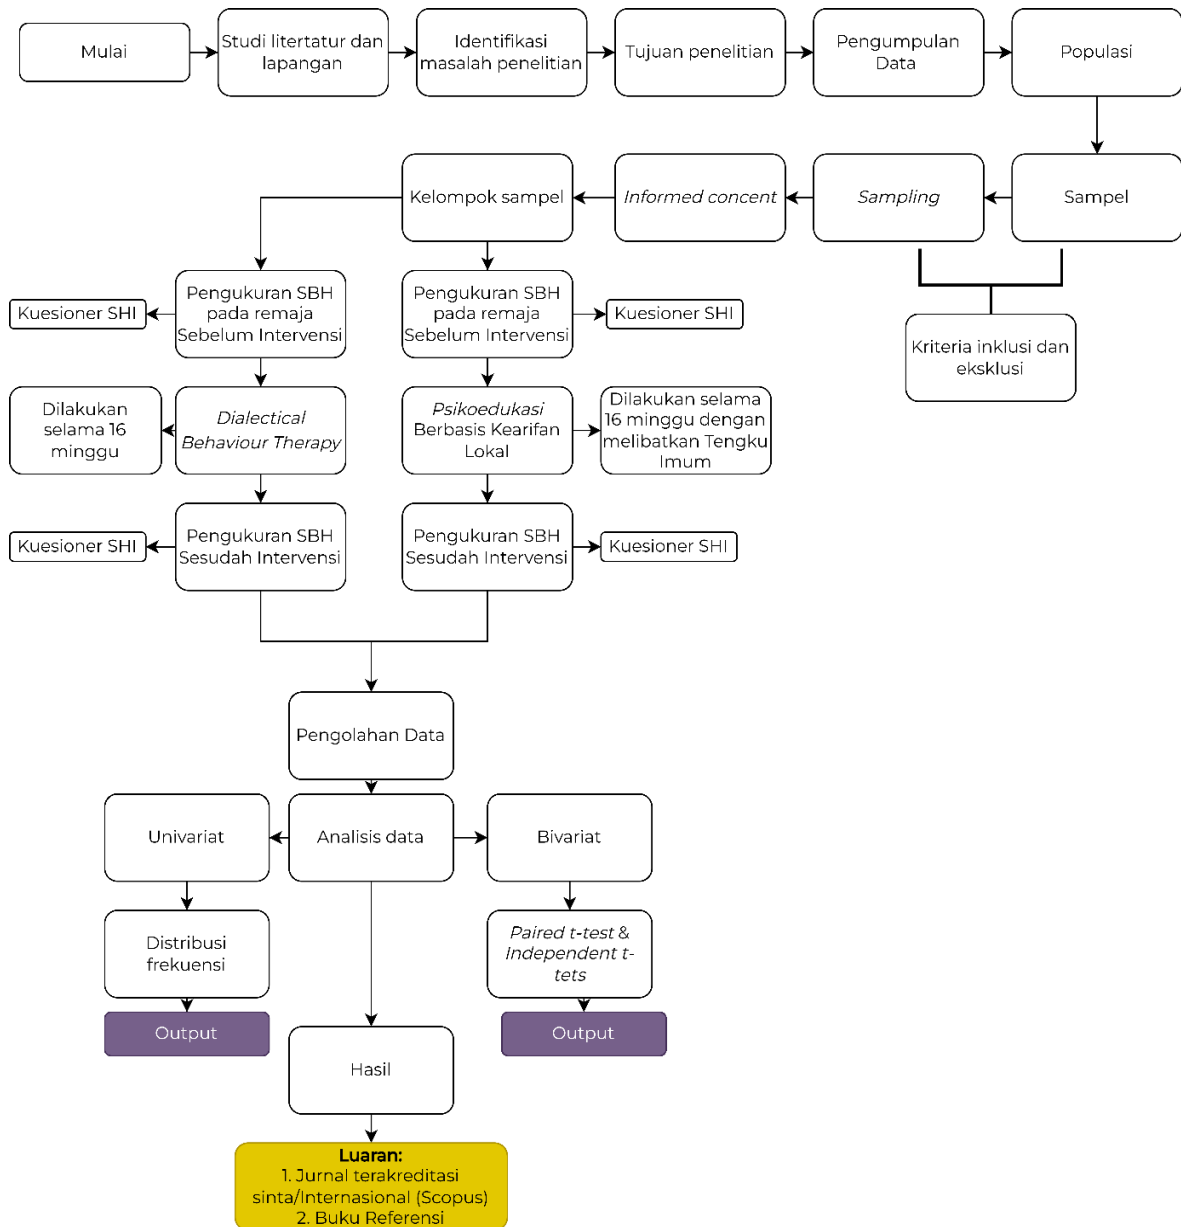 Mulai
Studi litertatur dan
lapangan
Identifikasi
masalah penelitian
Tujuan penelitian
Pengumpulan
Data
Populasi
Sampel
Sampling
Informed concent
Kelompok sampel
Kriteria inklusi dan
eksklusi
Kuesioner SHI
Pengukuran SBH
pada remaja
Sebelum Intervensi
Pengukuran SBH
pada remaja
Sebelum Intervensi
Kuesioner SHI
Dilakukan
selama 16
minggu
Dialectical
Behaviour Therapy
Psikoedukasi
Berbasis Kearifan
Lokal
Dilakukan selama
16 minggu dengan
melibatkan Tengku
Imum
Kuesioner SHI
Pengukuran SBH
Sesudah Intervensi
Pengukuran SBH
Sesudah Intervensi
Kuesioner SHI
Pengolahan Data
Univariat
Analisis data
Bivariat
Distribusi
frekuensi
Paired t-test &
Independent t-
tets
Output
Output
Hasil
Luaran:
1. Jurnal terakreditasi
sinta/Internasional (Scopus)
2. Buku Referensi